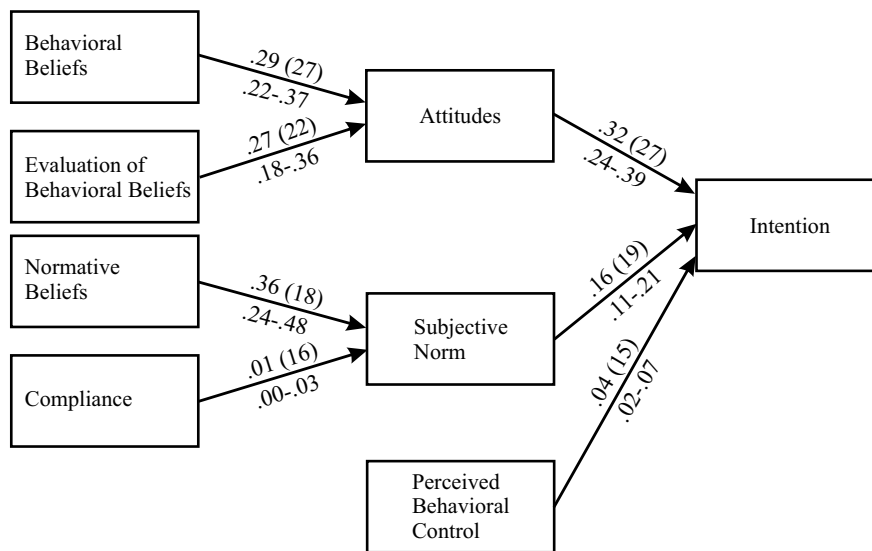 Behavioral
Beliefs
.29 (27)
.22-.37
Evaluation of
Behavioral Beliefs
.27 (22)
.18-.36
Attitudes
.32 (27)
.24-.39
Normative
Beliefs
.36 (18)
.24-.48
Compliance
.01 (16)
.00-.03
Subjective
Norm
.16 (19)
.11-.21
Perceived
Behavioral
Control
.04 (15)
.02-.07
Intention